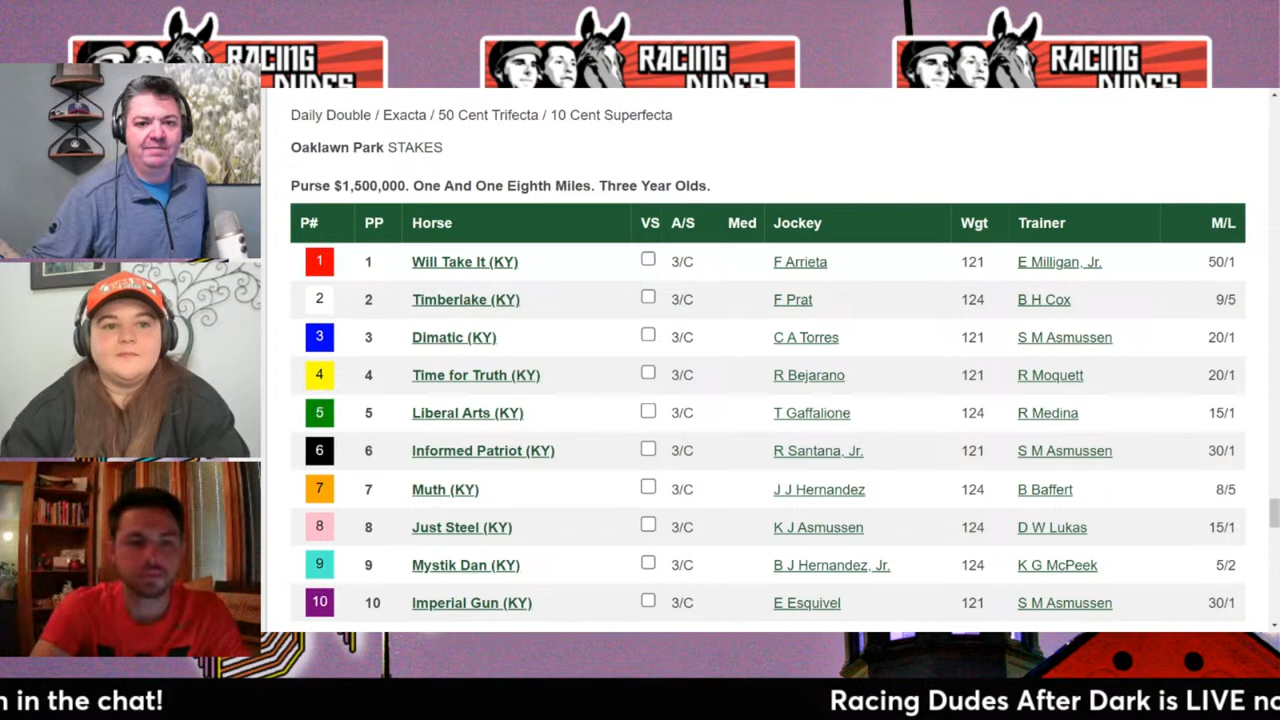 RACING
DUDES
RACING
DUDES
RACING
DUDES
Daily Double / Exacta / 50 Cent Trifecta / 10 Cent Superfecta
Oaklawn Park STAKES
Purse $1,500,000. One And One Eighth Miles. Three Year Olds.
P# PP Horse VS A/S Med Jockey Wgt Trainer M/L
1 1 Will Take It (KY) 3/C F Arrieta 121 E Milligan, Jr. 50/1
2 2 Timberlake (KY) 3/C F Prat 124 B H Cox 9/5
3 3 Dimatic (KY) 3/C C A Torres 121 S M Asmussen 20/1
4 4 Time for Truth (KY) 3/C R Bejarano 121 R Moquett 20/1
5 5 Liberal Arts (KY) 3/C T Gaffalione 124 R Medina 15/1
6 6 Informed Patriot (KY) 3/C R Santana, Jr. 121 S M Asmussen 30/1
7 7 Muth (KY) 3/C J J Hernandez 124 B Baffert 8/5
8 8 Just Steel (KY) 3/C K J Asmussen 124 D W Lukas 15/1
9 9 Mystik Dan (KY) 3/C B J Hernandez, Jr. 124 K G McPeek 5/2
10 10 Imperial Gun (KY) 3/C E Esquivel 121 S M Asmussen 30/1
n in the chat! Racing Dudes After Dark is LIVE no